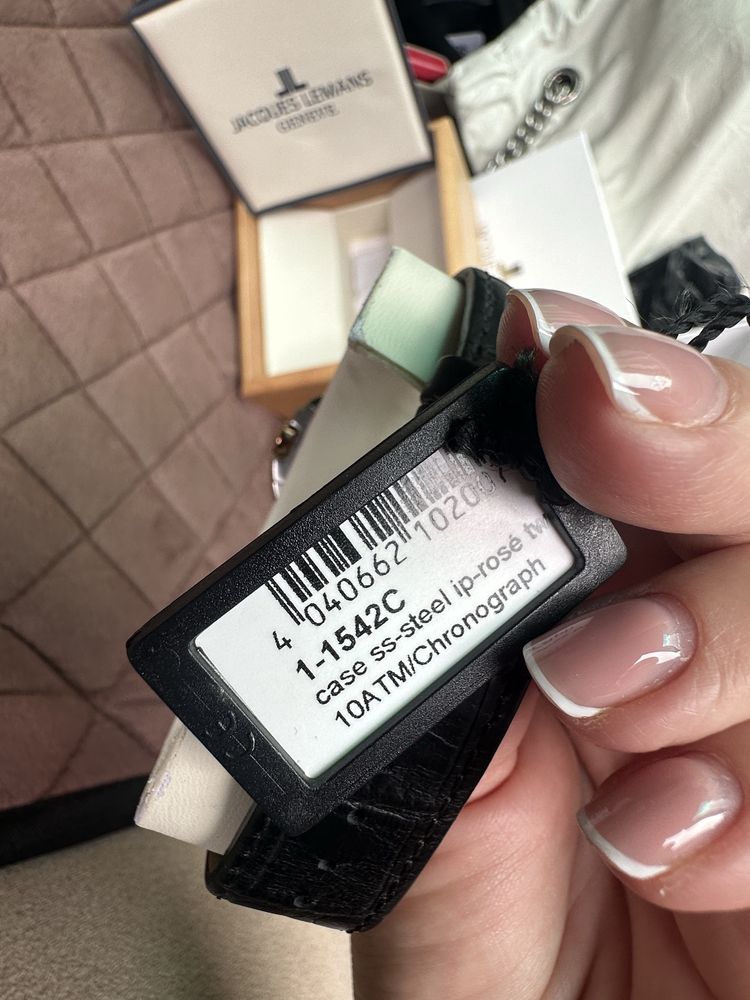 JACQUES LEMANS
GENEVE
4 040662 10200
1-1542C
case ss-steel ip-rosé
10ATM/Chronograph